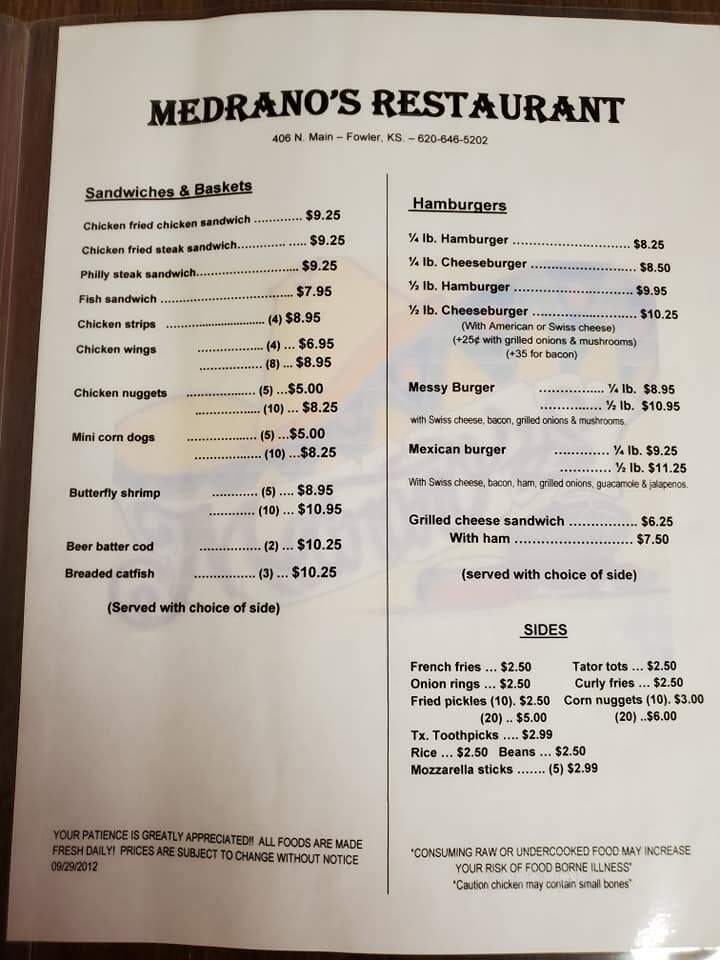 MEDRANO'S RESTAURANT
406 N. Main – Fowler, KS. – 620-646-5202
Sandwiches & Baskets
Chicken fried chicken sandwich ............ $9.25
Chicken fried steak sandwich............ ..... $9.25
Philly steak sandwich.......................... $9.25
Fish sandwich ................................. $7.95
Chicken strips ......................... (4) $8.95
Chicken wings ................. (4) ... $6.95
................ (8) ... $8.95
Chicken nuggets .................. (5) ...$5.00
................ (10) ... $8.25
Mini corn dogs .................. (5) ...$5.00
................ (10) ...$8.25
Butterfly shrimp ............ (5) .... $8.95
............ (10) ... $10.95
Beer batter cod ................ (2) ... $10.25
Breaded catfish ................ (3) ... $10.25
(Served with choice of side)
YOUR PATIENCE IS GREATLY APPRECIATED!! ALL FOODS ARE MADE
FRESH DAILY! PRICES ARE SUBJECT TO CHANGE WITHOUT NOTICE
09/29/2012
Hamburgers
¼ lb. Hamburger .............................. $8.25
¼ lb. Cheeseburger ........................... $8.50
½ lb. Hamburger ............................... $9.95
½ lb. Cheeseburger ........................... $10.25
(With American or Swiss cheese)
(+25¢ with grilled onions & mushrooms)
(+35 for bacon)
Messy Burger ................ ¼ lb. $8.95
............... ½ lb. $10.95
with Swiss cheese, bacon, grilled onions & mushrooms.
Mexican burger ............. ¼ lb. $9.25
............ ½ lb. $11.25
With Swiss cheese, bacon, ham, grilled onions, guacamole & jalapenos.
Grilled cheese sandwich ................. $6.25
With ham .............................. $7.50
(served with choice of side)
SIDES
French fries ... $2.50 Tator tots ... $2.50
Onion rings ... $2.50 Curly fries ... $2.50
Fried pickles (10). $2.50 Corn nuggets (10). $3.00
(20) .. $5.00 (20) ..$6.00
Tx. Toothpicks .... $2.99
Rice ... $2.50 Beans ... $2.50
Mozzarella sticks ....... (5) $2.99
*CONSUMING RAW OR UNDERCOOKED FOOD MAY INCREASE
YOUR RISK OF FOOD BORNE ILLNESS*
*Caution chicken may contain small bones*